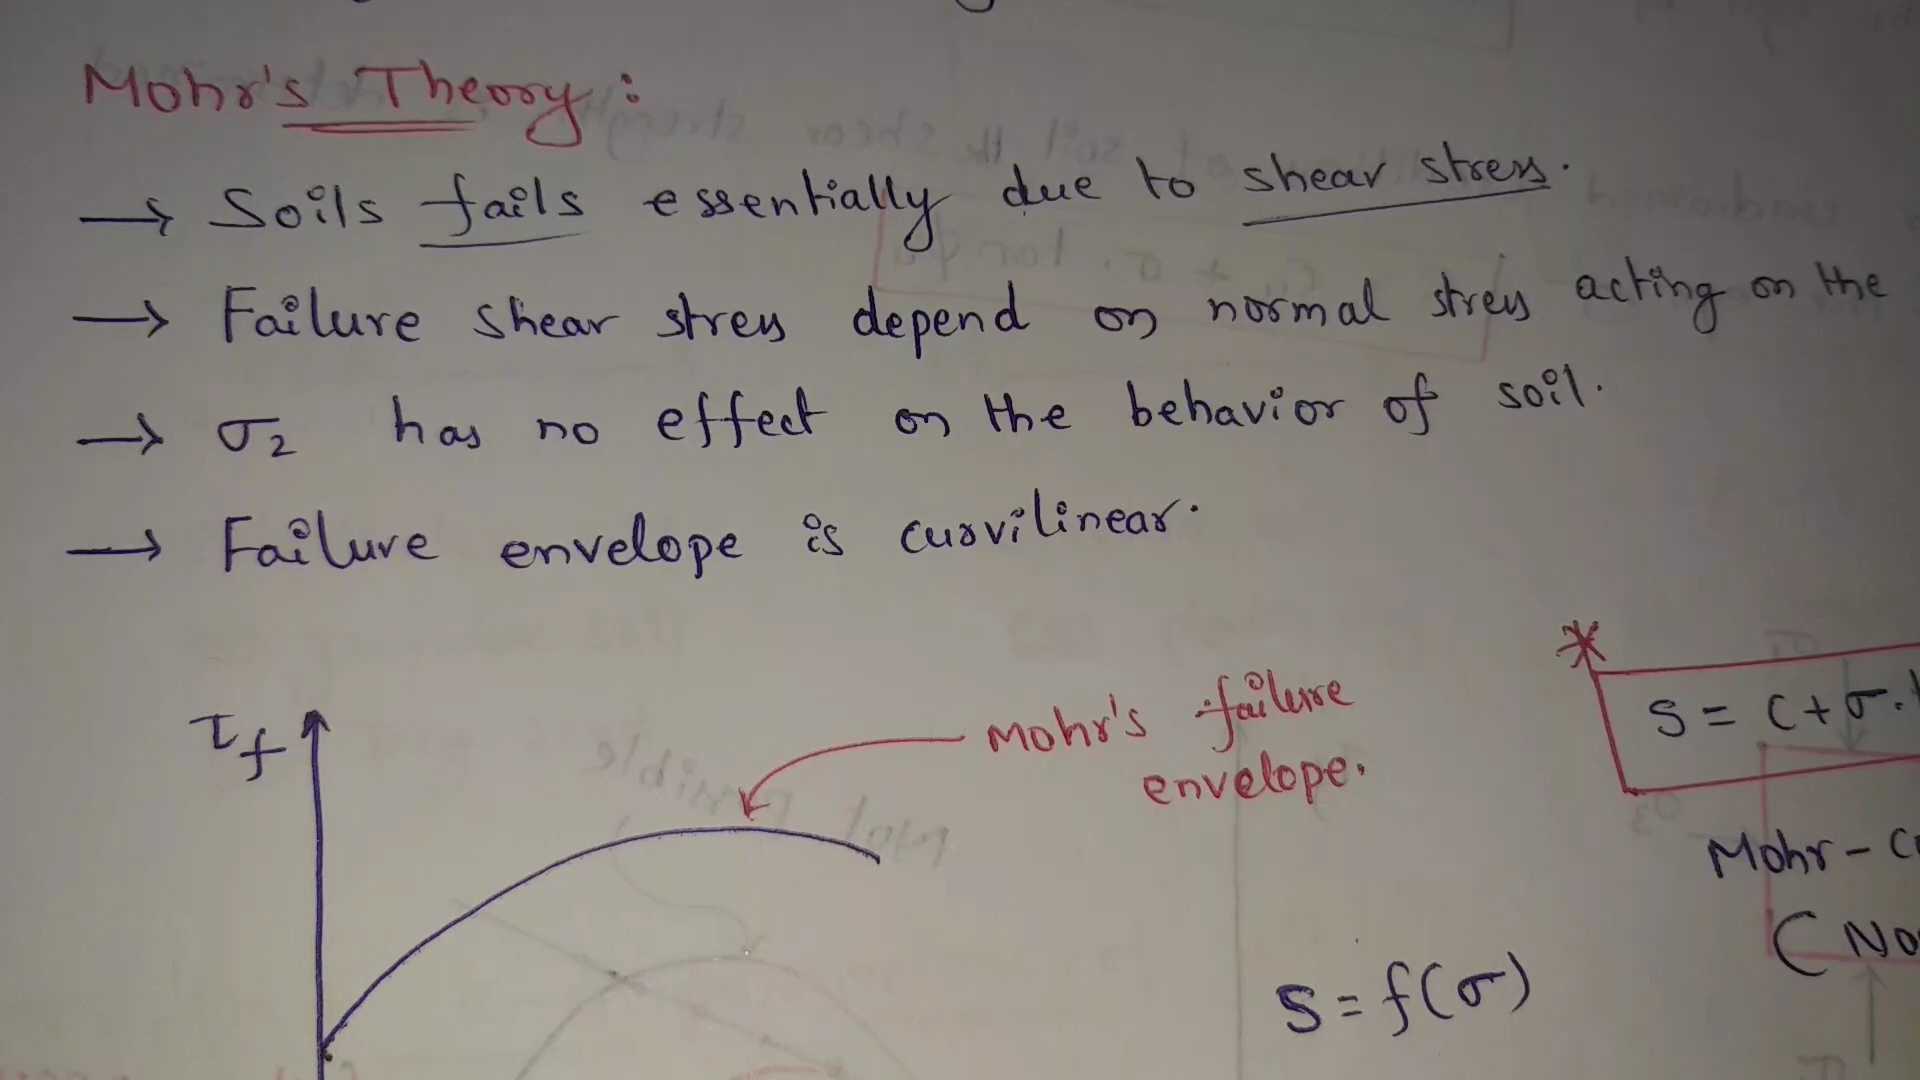 Mohr's Theory :
→ Soils fails essentially due to shear stress.
→ Failure shear stress depend on normal stress acting on the
→ σ2 has no effect on the behavior of soil.
→ Failure envelope is curvilinear.
τf
Mohr's failure
envelope.
S = C + σ.
Mohr -
S = f(σ)